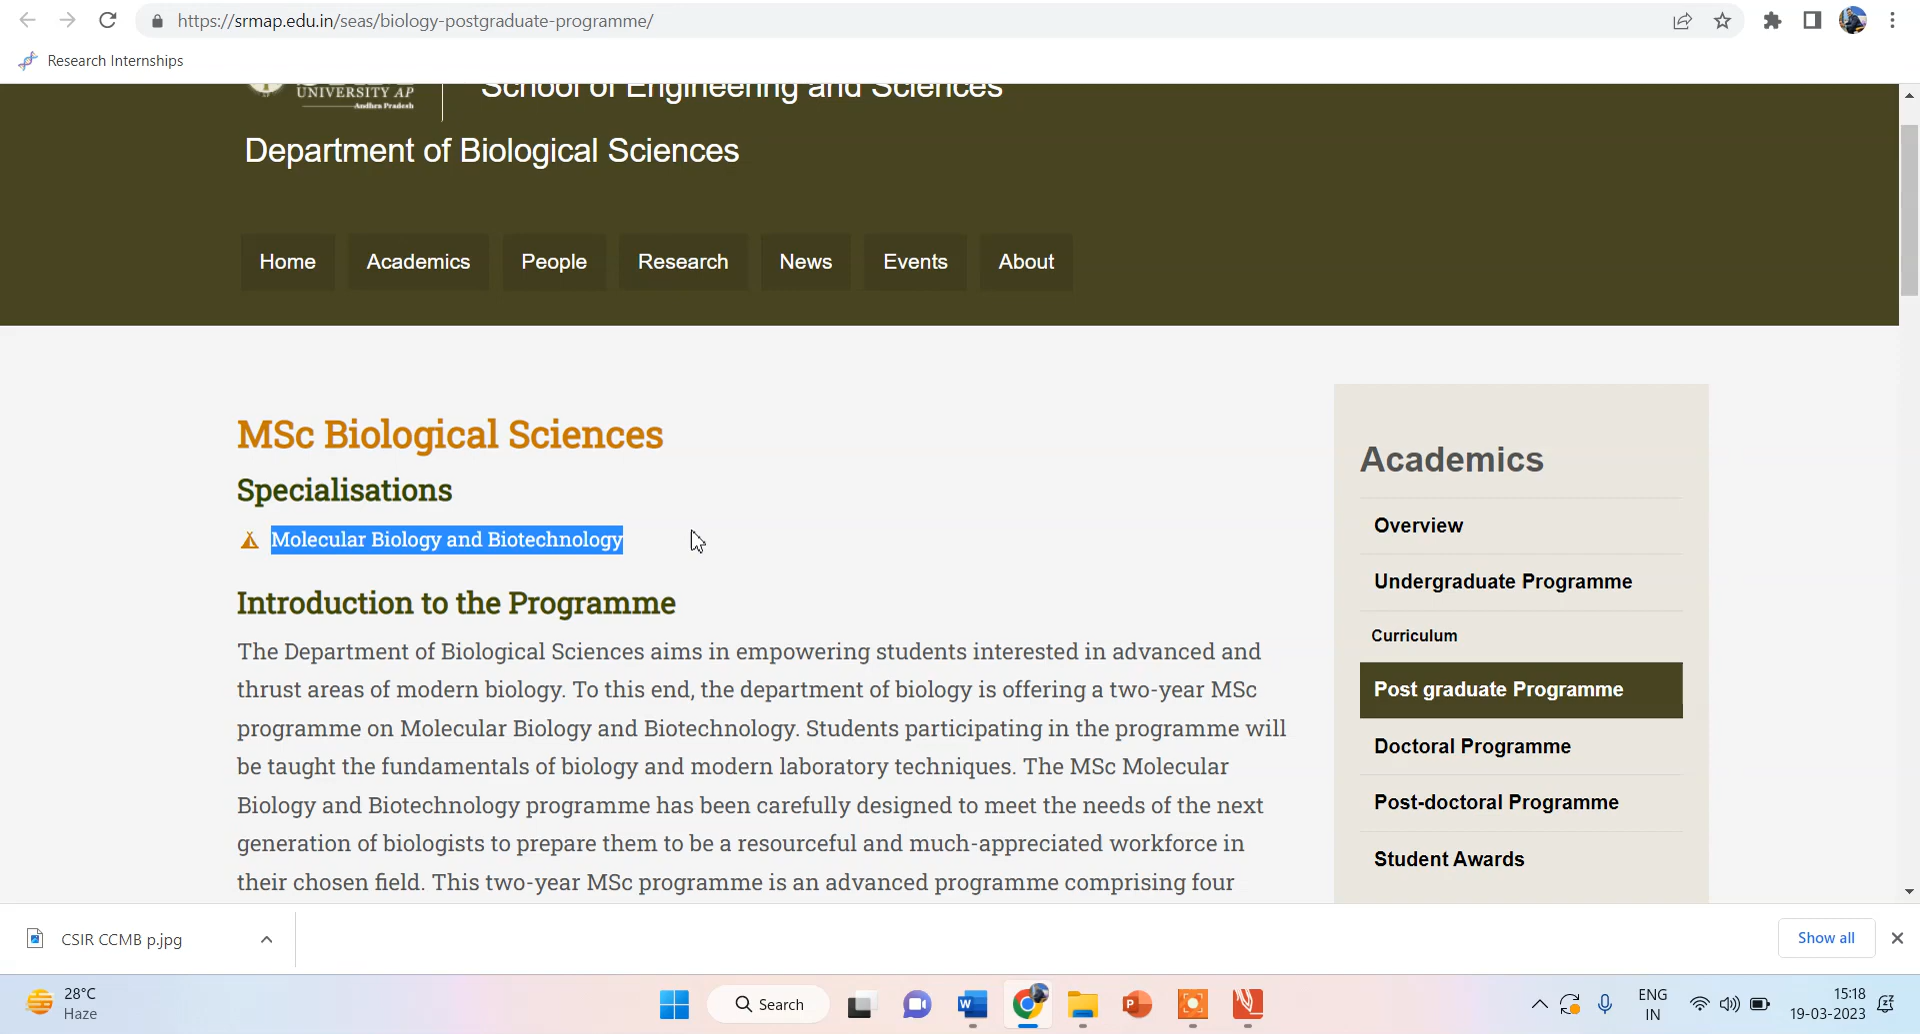 https://srmap.edu.in/seas/biology-postgraduate-programme/
Research Internships
UNIVERSITY AP
Andhra Pradesh
School of Engineering and Sciences
Department of Biological Sciences
Home Academics People Research News Events About
MSc Biological Sciences
Specialisations
Molecular Biology and Biotechnology
Introduction to the Programme
The Department of Biological Sciences aims in empowering students interested in advanced and
thrust areas of modern biology. To this end, the department of biology is offering a two-year MSc
programme on Molecular Biology and Biotechnology. Students participating in the programme will
be taught the fundamentals of biology and modern laboratory techniques. The MSc Molecular
Biology and Biotechnology programme has been carefully designed to meet the needs of the next
generation of biologists to prepare them to be a resourceful and much-appreciated workforce in
their chosen field. This two-year MSc programme is an advanced programme comprising four
Academics
Overview
Undergraduate Programme
Curriculum
Post graduate Programme
Doctoral Programme
Post-doctoral Programme
Student Awards
CSIR CCMB p.jpg
Show all
28°C
Haze
Search
ENG
IN
15:18
19-03-2023